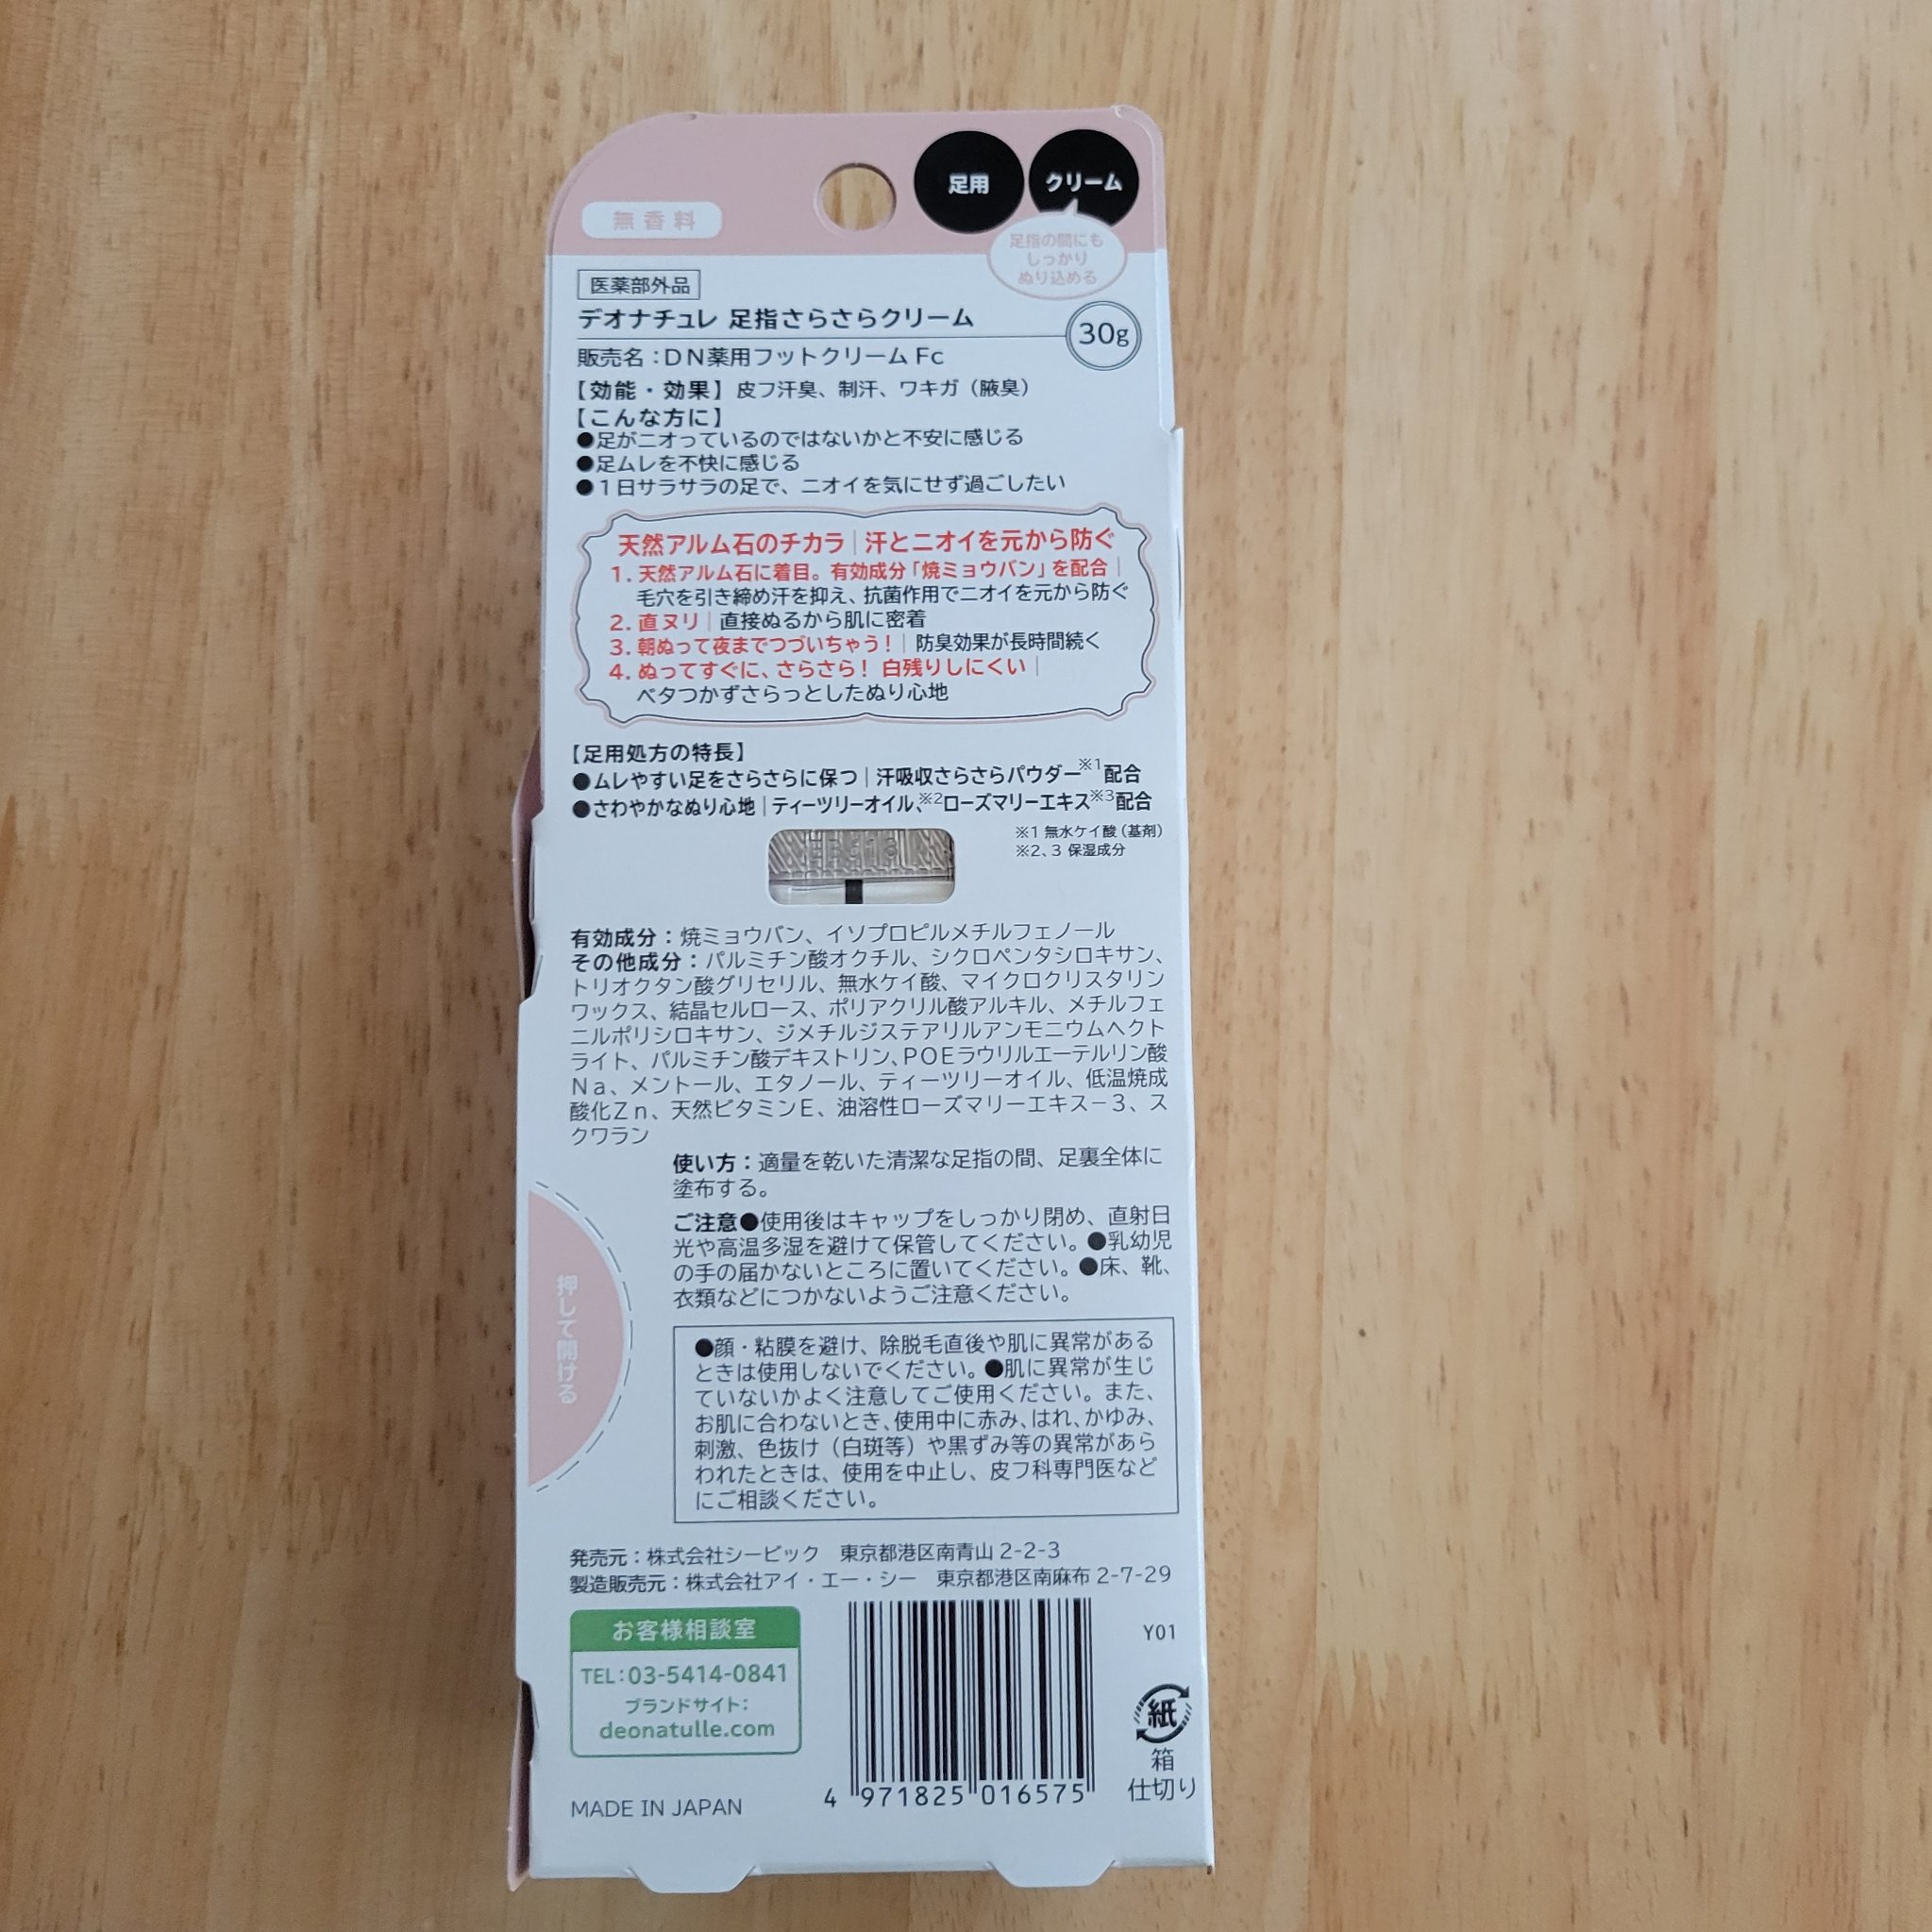 無香料
足用
クリーム
足指の間にも
しっかり
ぬり込める
医薬部外品
デオナチュレ 足指さらさらクリーム
30g
販売名：ＤＮ薬用フットクリーム Fc
【効能・効果】皮フ汗臭、制汗、ワキガ（腋臭）
【こんな方に】
●足がニオっているのではないかと不安に感じる
●足ムレを不快に感じる
●１日サラサラの足で、ニオイを気にせず過ごしたい
天然アルム石のチカラ｜汗とニオイを元から防ぐ
1. 天然アルム石に着目。有効成分「焼ミョウバン」を配合｜
毛穴を引き締め汗を抑え、抗菌作用でニオイを元から防ぐ
2. 直ヌリ｜直接ぬるから肌に密着
3. 朝ぬって夜までつづいちゃう！｜防臭効果が長時間続く
4. ぬってすぐに、さらさら！ 白残りしにくい｜
ベタつかずさらっとしたぬり心地
【足用処方の特長】
●ムレやすい足をさらさらに保つ｜汗吸収さらさらパウダー※1配合
●さわやかなぬり心地｜ティーツリーオイル、※2ローズマリーエキス※3配合
※1 無水ケイ酸（基剤）
※2、3 保湿成分
有効成分：焼ミョウバン、イソプロピルメチルフェノール
その他成分：パルミチン酸オクチル、シクロペンタシロキサン、
トリオクタン酸グリセリル、無水ケイ酸、マイクロクリスタリン
ワックス、結晶セルロース、ポリアクリル酸アルキル、メチルフェ
ニルポリシロキサン、ジメチルジステアリルアンモニウムヘクト
ライト、パルミチン酸デキストリン、ＰＯＥラウリルエーテルリン酸
Ｎａ、メントール、エタノール、ティーツリーオイル、低温焼成
酸化Ｚｎ、天然ビタミンＥ、油溶性ローズマリーエキス－３、ス
クワラン
使い方：適量を乾いた清潔な足指の間、足裏全体に
塗布する。
ご注意●使用後はキャップをしっかり閉め、直射日
光や高温多湿を避けて保管してください。●乳幼児
の手の届かないところに置いてください。●床、靴、
衣類などにつかないようご注意ください。
押して開ける
●顔・粘膜を避け、除脱毛直後や肌に異常がある
ときは使用しないでください。●肌に異常が生じ
ていないかよく注意してご使用ください。また、
お肌に合わないとき、使用中に赤み、はれ、かゆみ、
刺激、色抜け（白斑等）や黒ずみ等の異常があら
われたときは、使用を中止し、皮フ科専門医など
にご相談ください。
発売元：株式会社シービック　東京都港区南青山 2-2-3
製造販売元：株式会社アイ・エー・シー　東京都港区南麻布 2-7-29
お客様相談室
TEL：03-5414-0841
ブランドサイト：
deonatulle.com
MADE IN JAPAN
4 971825 016575
Y01
紙
箱
仕切り